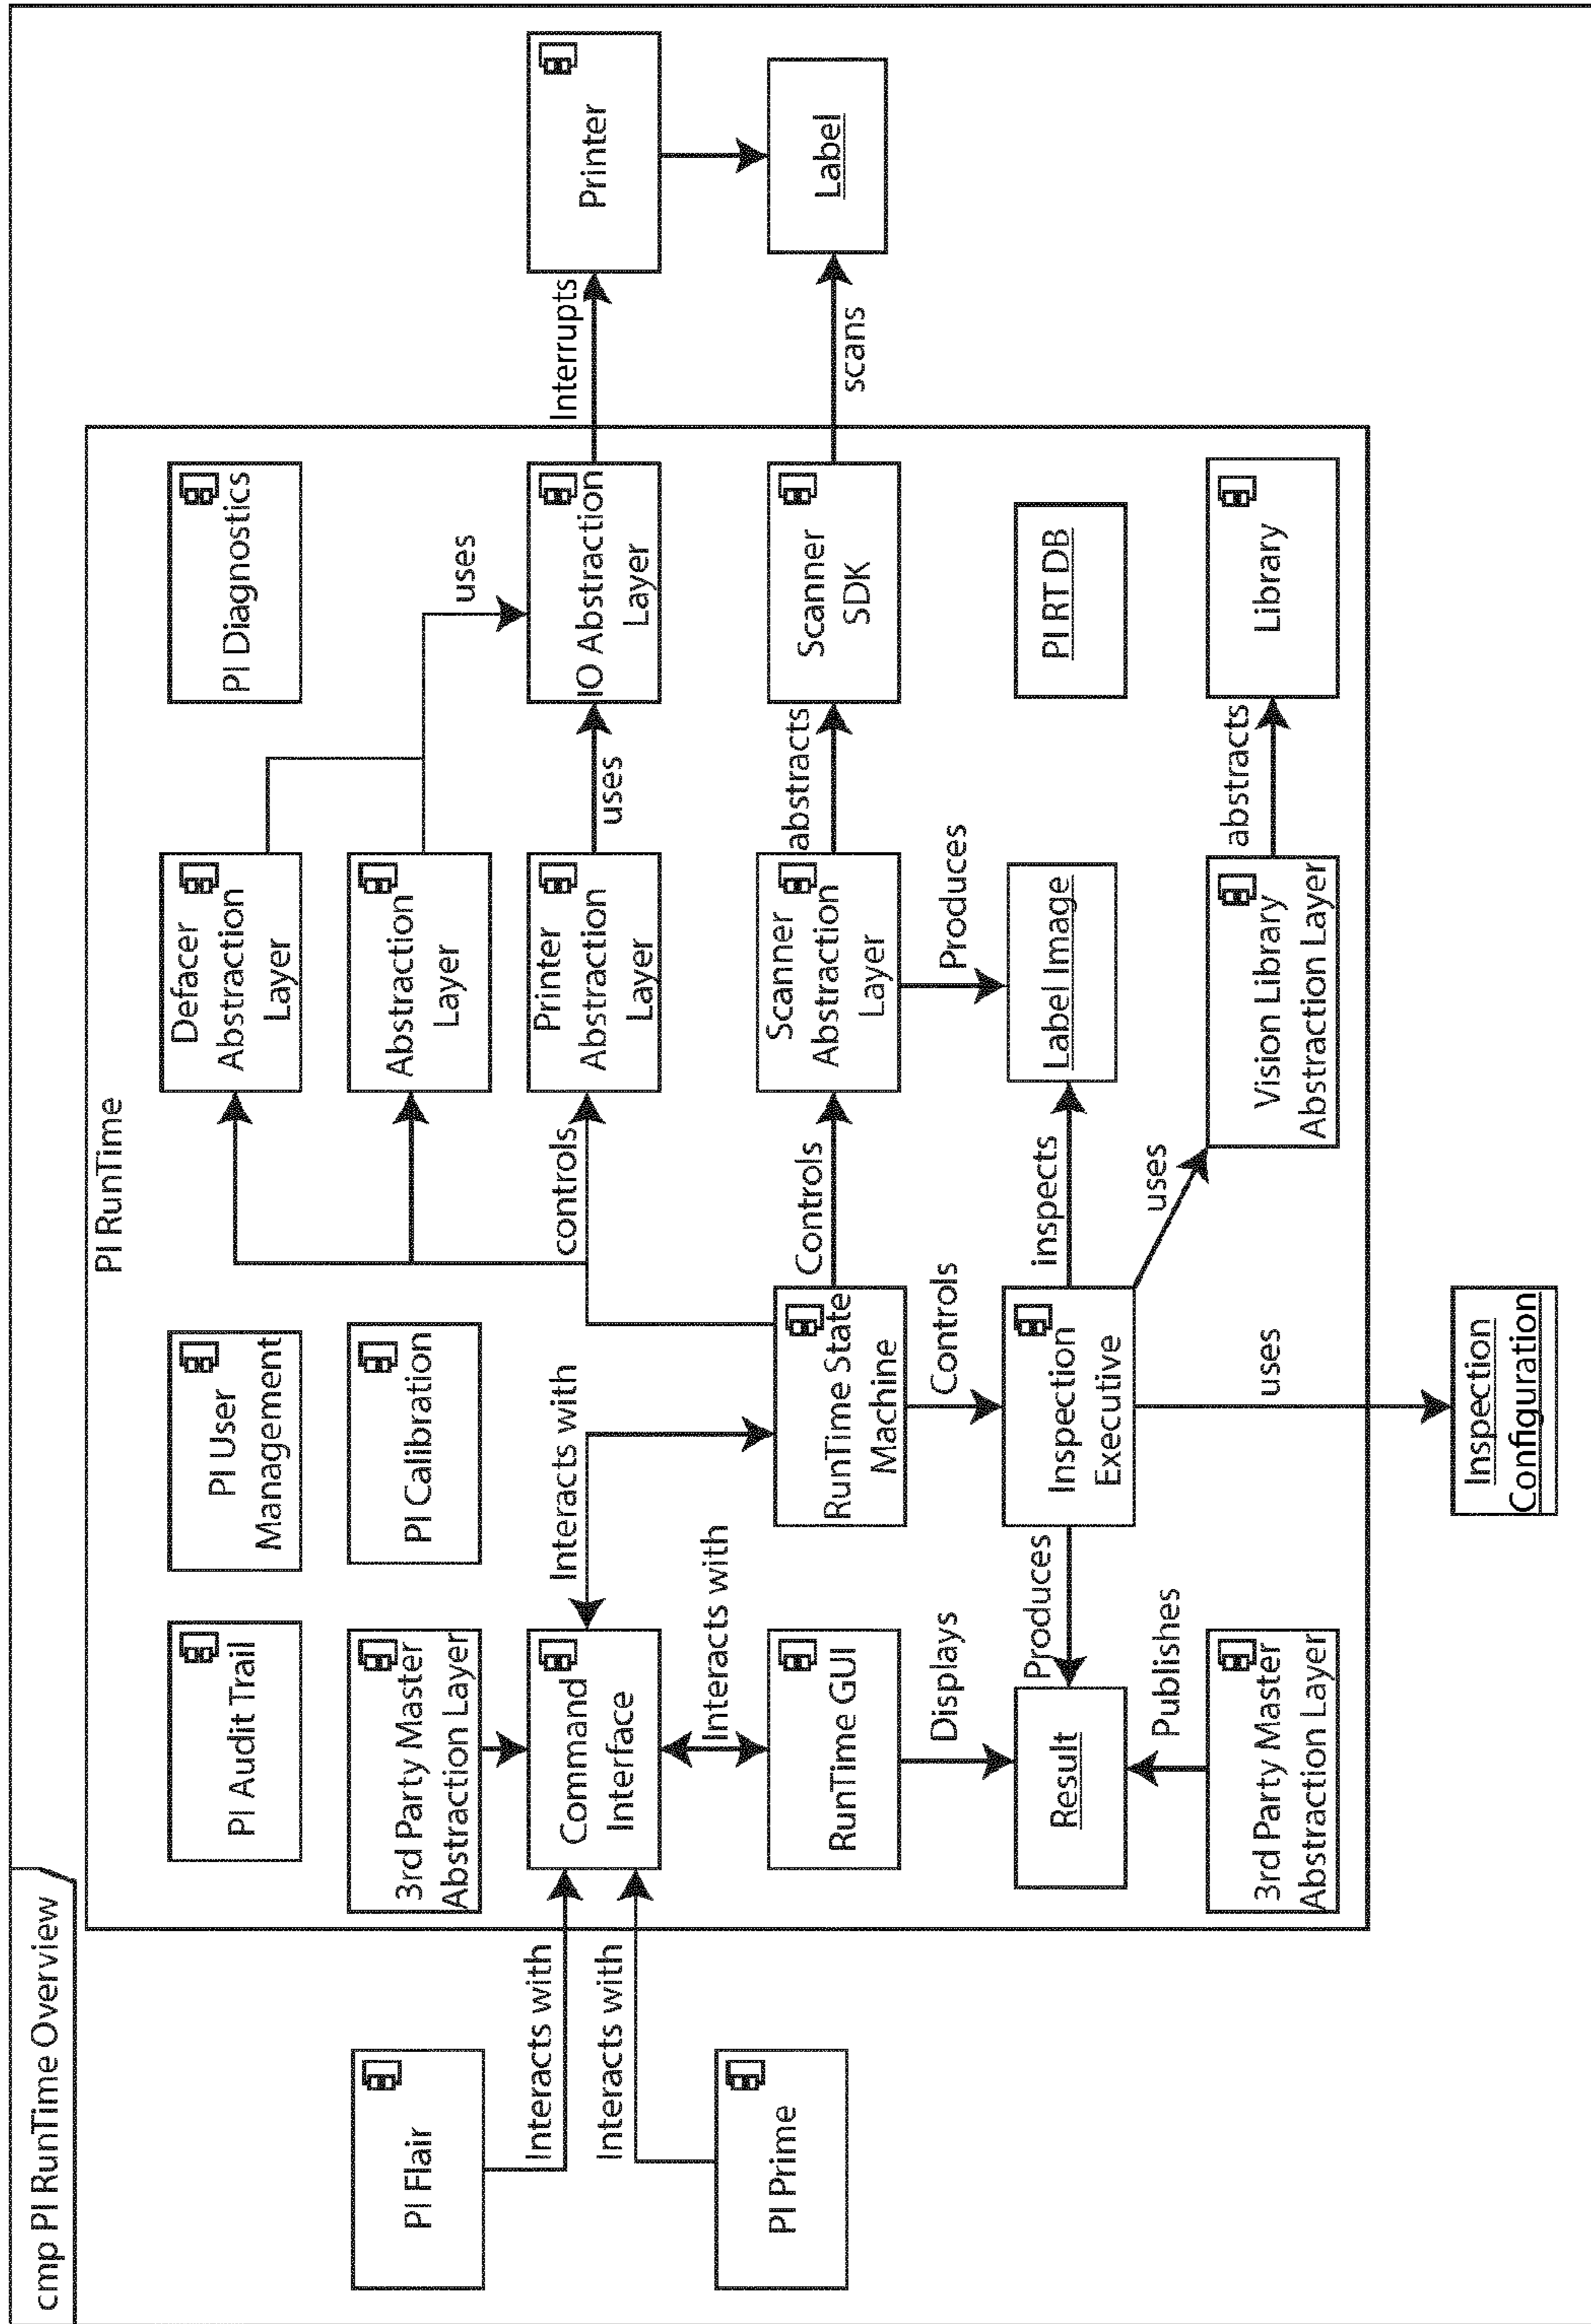 cmp PI RunTime Overview
PI RunTime
PI Audit Trail
PI User
Management
PI Diagnostics
3rd Party Master
Abstraction Layer
PI Calibration
Defacer
Abstraction
Layer
Abstraction
Layer
uses
PI Flair
Interacts with
Interacts with
PI Prime
Command
Interface
Interacts with
controls
Printer
Abstraction
Layer
uses
IO Abstraction
Layer
Interrupts
Printer
Interacts with
RunTime GUI
RunTime State
Machine
Controls
Scanner
Abstraction
Layer
abstracts
Scanner
SDK
scans
Label
Displays
Controls
Produces
Result
Produces
Inspection
Executive
inspects
Label Image
PI RT DB
Publishes
uses
3rd Party Master
Abstraction Layer
Vision Library
Abstraction Layer
abstracts
Library
uses
Inspection
Configuration